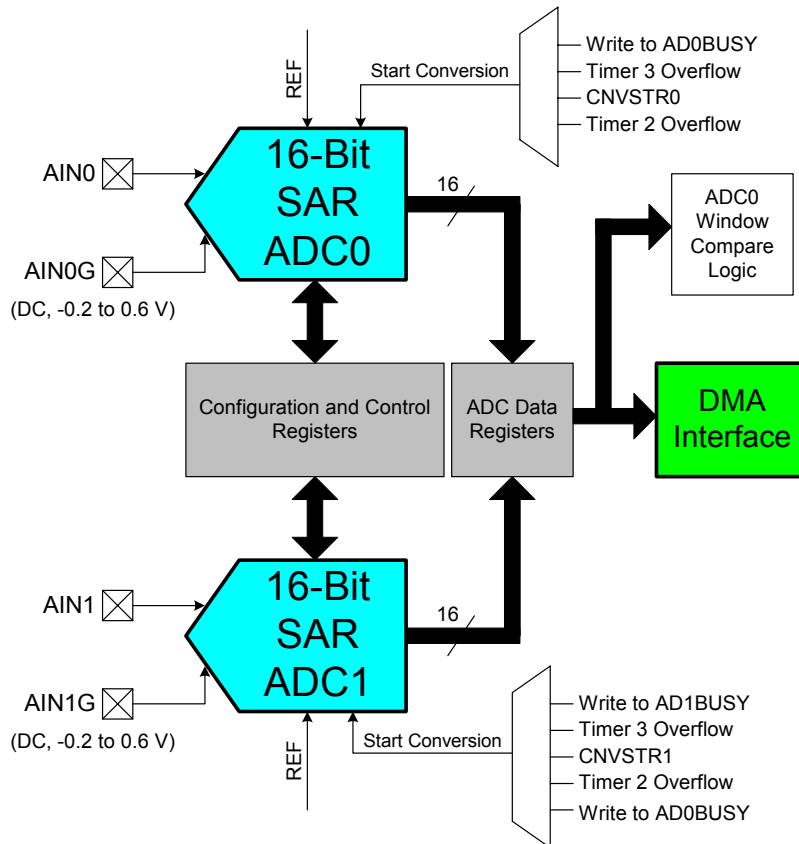 Write to AD0BUSY
Timer 3 Overflow
CNVSTR0
Timer 2 Overflow
Start Conversion
REF
AIN0
AIN0G
(DC, -0.2 to 0.6 V)
16-Bit
SAR
ADC0
16
ADC0
Window
Compare
Logic
Configuration and Control
Registers
ADC Data
Registers
DMA
Interface
AIN1
AIN1G
(DC, -0.2 to 0.6 V)
16-Bit
SAR
ADC1
16
REF
Start Conversion
Write to AD1BUSY
Timer 3 Overflow
CNVSTR1
Timer 2 Overflow
Write to AD0BUSY